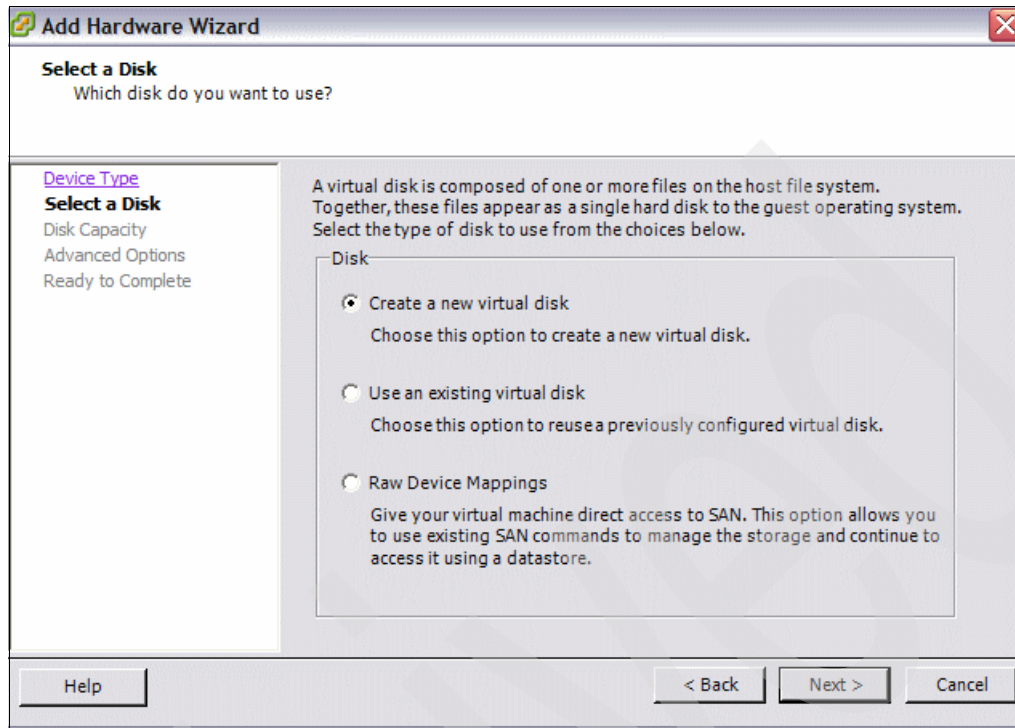 Add Hardware Wizard
Select a Disk
Which disk do you want to use?
Device Type
Select a Disk
Disk Capacity
Advanced Options
Ready to Complete
A virtual disk is composed of one or more files on the host file system.
Together, these files appear as a single hard disk to the guest operating system.
Select the type of disk to use from the choices below.
Disk
Create a new virtual disk
Choose this option to create a new virtual disk.
Use an existing virtual disk
Choose this option to reuse a previously configured virtual disk.
Raw Device Mappings
Give your virtual machine direct access to SAN. This option allows you
to use existing SAN commands to manage the storage and continue to
access it using a datastore.
Help
< Back
Next >
Cancel